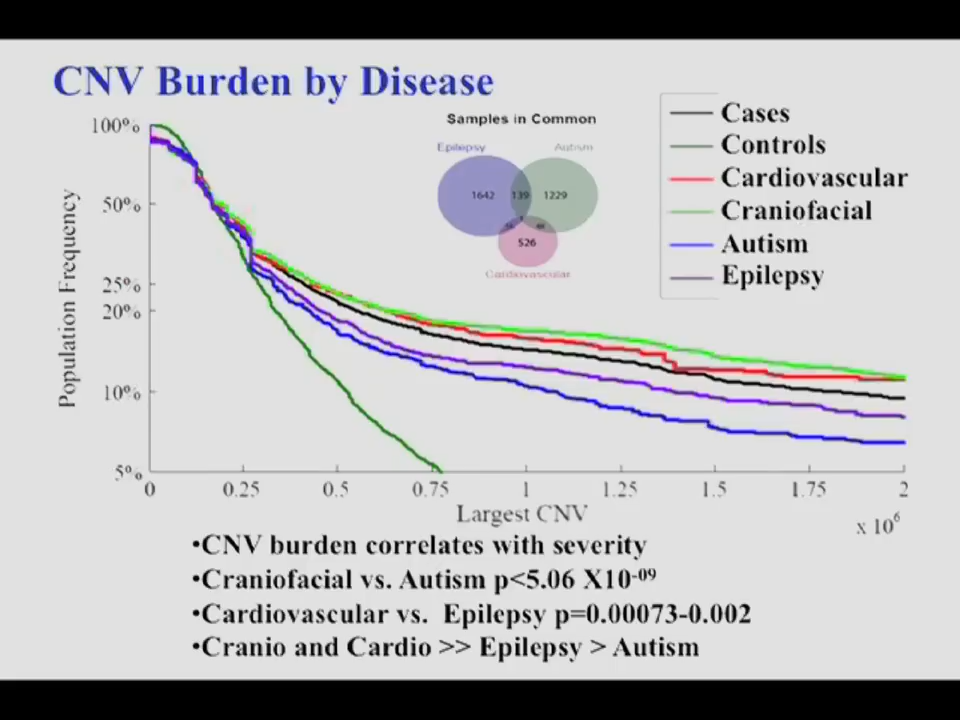 CNV Burden by Disease
Samples in Common
Epilepsy
Autism
1642
139
1229
526
Cardiovascular
Cases
Controls
Cardiovascular
Craniofacial
Autism
Epilepsy
Population Frequency
100%
50%
25%
20%
10%
5%
0 0.25 0.5 0.75 1 1.25 1.5 1.75 2
Largest CNV
x 10⁶
•CNV burden correlates with severity
•Craniofacial vs. Autism p<5.06 X10⁻⁰⁹
•Cardiovascular vs. Epilepsy p=0.00073-0.002
•Cranio and Cardio >> Epilepsy > Autism